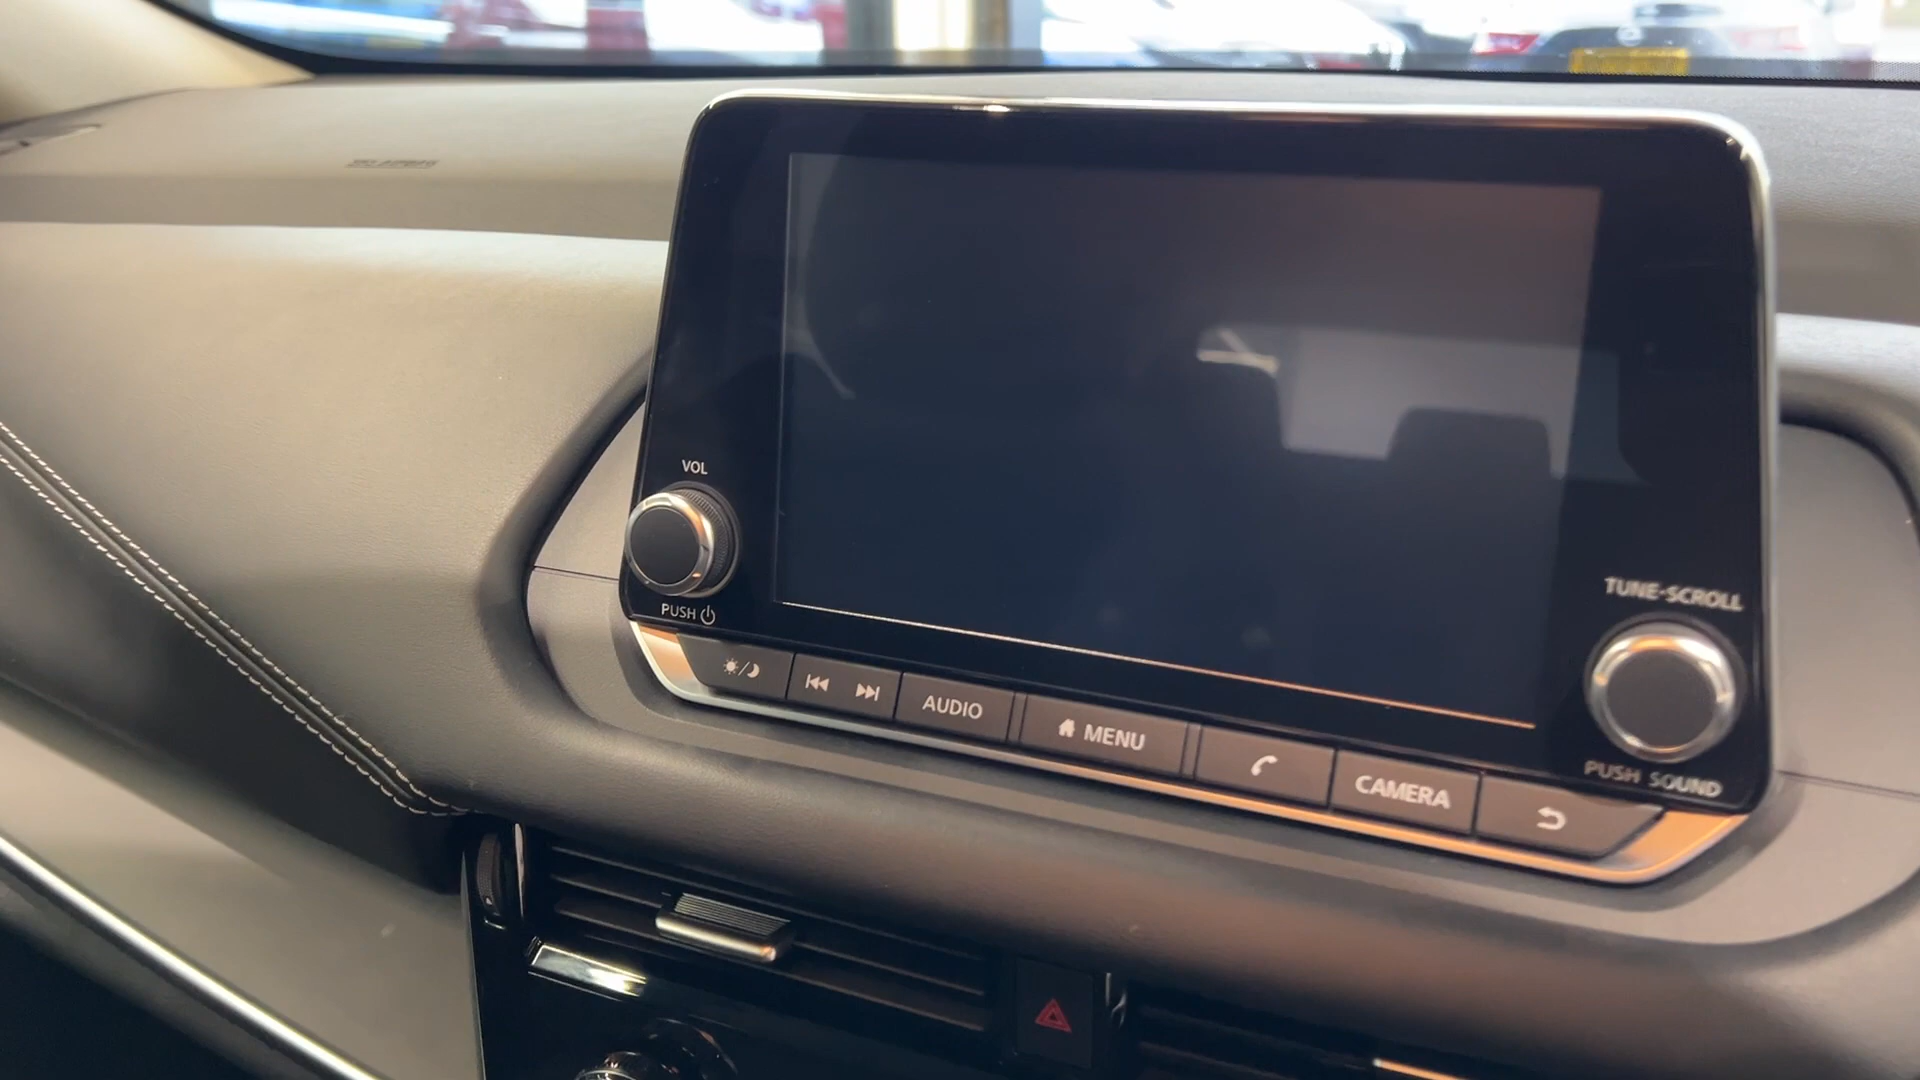 VOL
PUSH
TUNE·SCROLL
PUSH SOUND
AUDIO
MENU
CAMERA